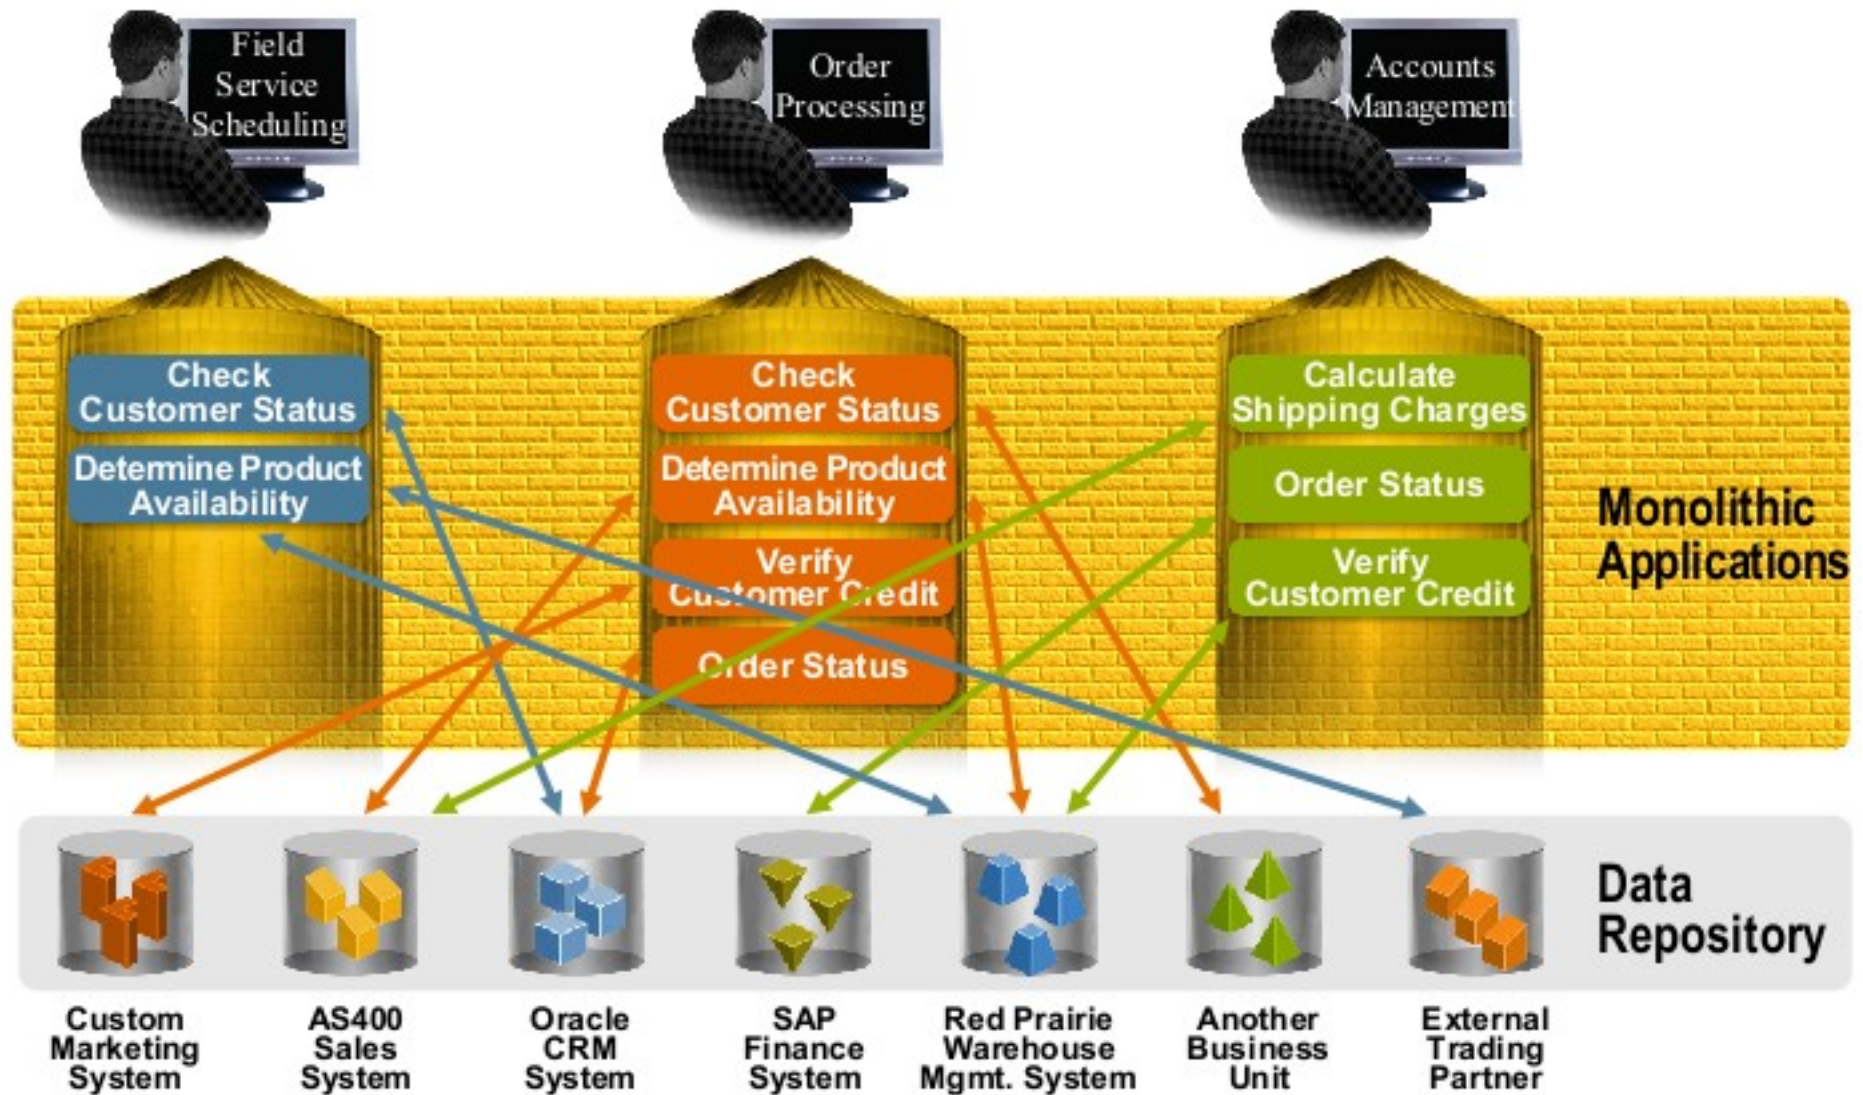 Field
Service
Scheduling
Order
Processing
Accounts
Management
Check
Customer Status
Determine Product
Availability
Check
Customer Status
Determine Product
Availability
Verify
Customer Credit
Order Status
Calculate
Shipping Charges
Order Status
Verify
Customer Credit
Monolithic
Applications
Data
Repository
Custom
Marketing
System
AS400
Sales
System
Oracle
CRM
System
SAP
Finance
System
Red Prairie
Warehouse
Mgmt. System
Another
Business
Unit
External
Trading
Partner